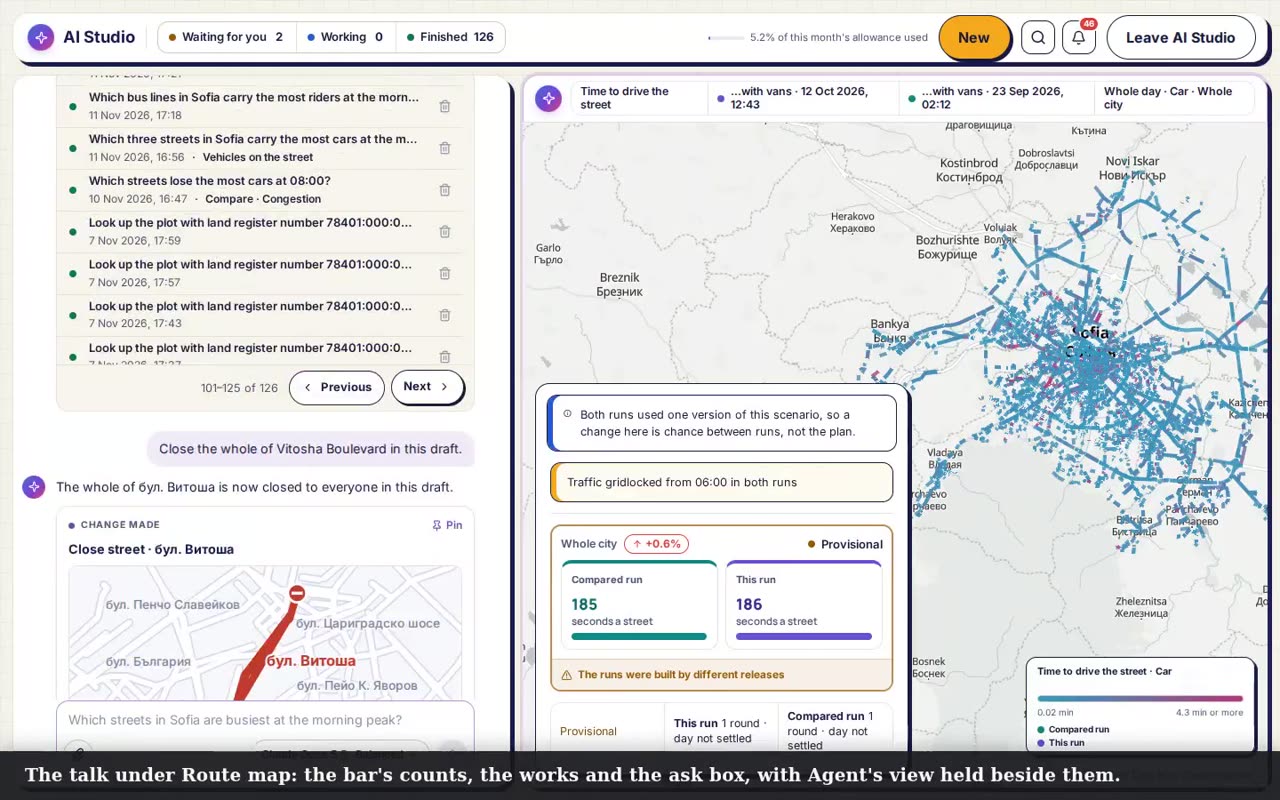 AI Studio
Waiting for you 2
Working 0
Finished 126
5.2% of this month's allowance used
New
46
Leave AI Studio
Which bus lines in Sofia carry the most riders at the morn...
11 Nov 2026, 17:18
Which three streets in Sofia carry the most cars at the m...
11 Nov 2026, 16:56 · Vehicles on the street
Which streets lose the most cars at 08:00?
10 Nov 2026, 16:47 · Compare · Congestion
Look up the plot with land register number 78401:000:0...
7 Nov 2026, 17:59
Look up the plot with land register number 78401:000:0...
7 Nov 2026, 17:57
Look up the plot with land register number 78401:000:0...
7 Nov 2026, 17:43
Look up the plot with land register number 78401:000:0...
101–125 of 126
Previous
Next
Close the whole of Vitosha Boulevard in this draft.
The whole of бул. Витоша is now closed to everyone in this draft.
CHANGE MADE
Pin
Close street · бул. Витоша
бул. Пенчо Славейков
бул. Цариградско шосе
бул. България
бул. Витоша
бул. Пейо К. Яворов
Which streets in Sofia are busiest at the morning peak?
Time to drive the
street
...with vans · 12 Oct 2026,
12:43
...with vans · 23 Sep 2026,
02:12
Whole day · Car · Whole
city
Драговищица
Кътина
Kostinbrod
Костинброд
Dobroslavtsi
Доброславци
Novi Iskar
Нови Искър
Herakovo
Хераково
Voluiak
Волуяк
Bozhurishte
Божурище
Garlo
Гърло
Breznik
Брезник
Bankya
Банкя
Sofia
Vladaya
Владая
German
Герман
Pancharevo
Панчарево
Bistritsa
Бистрица
Zheleznitsa
Железница
Bosnek
Боснек
Both runs used one version of this scenario, so a
change here is chance between runs, not the plan.
Traffic gridlocked from 06:00 in both runs
Whole city
↑ +0.6%
Provisional
Compared run
185
seconds a street
This run
186
seconds a street
The runs were built by different releases
Provisional
This run 1 round ·
day not settled
Compared run 1
round · day not
settled
Time to drive the street · Car
0.02 min
4.3 min or more
Compared run
This run
The talk under Route map: the bar's counts, the works and the ask box, with Agent's view held beside them.